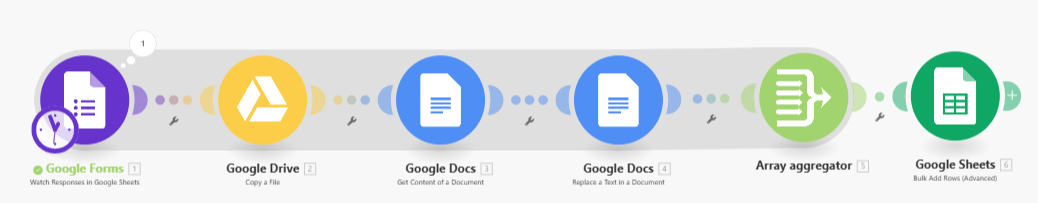 1
Google Forms 1
Watch Responses in Google Sheets
Google Drive 2
Copy a File
Google Docs 3
Get Content of a Document
Google Docs 4
Replace a Text in a Document
Array aggregator 5
Google Sheets 6
Bulk Add Rows (Advanced)